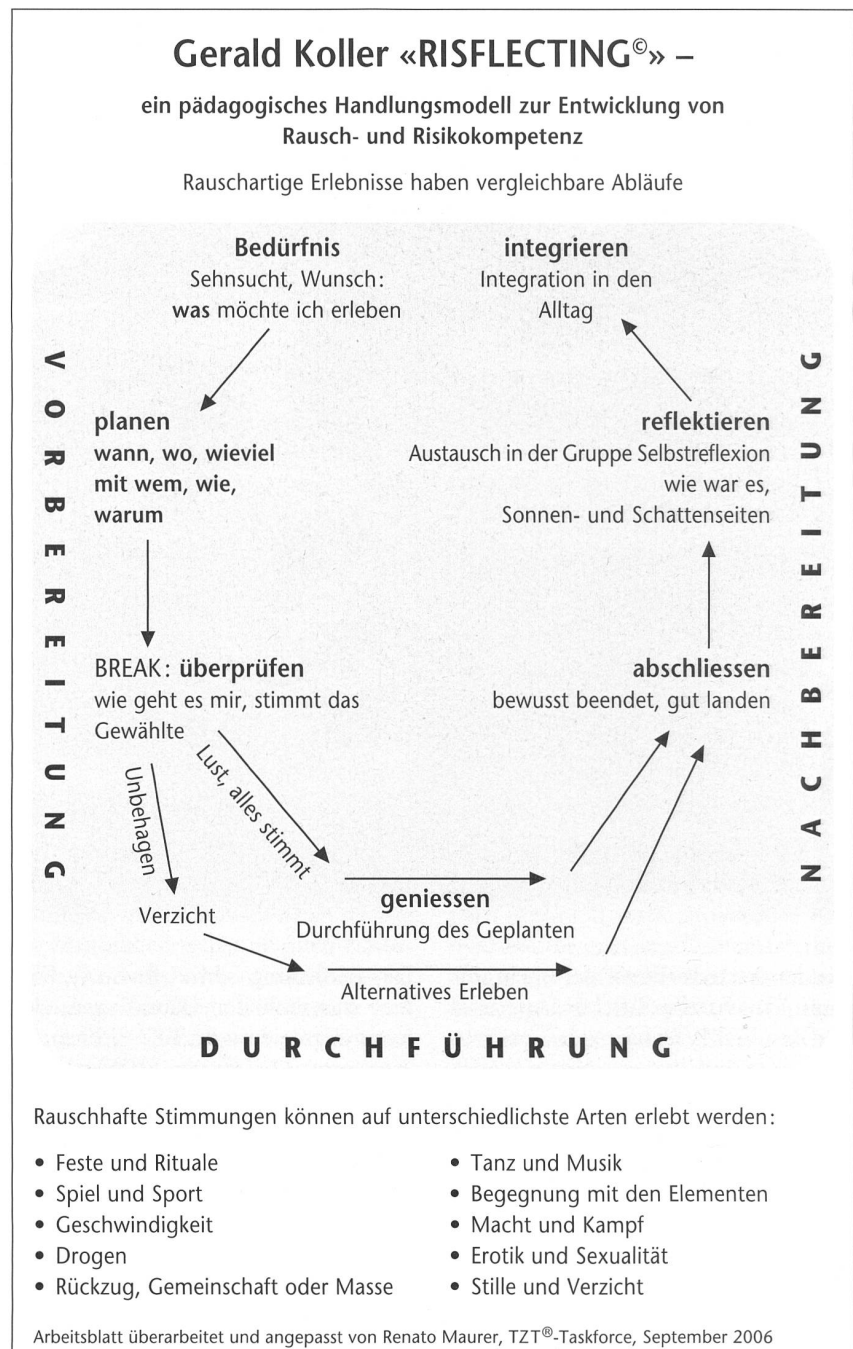 Gerald Koller «RISFLECTING©» –
ein pädagogisches Handlungsmodell zur Entwicklung von
Rausch- und Risikokompetenz
Rauschartige Erlebnisse haben vergleichbare Abläufe
VORBEREITUNG
Bedürfnis
Sehnsucht, Wunsch:
was möchte ich erleben
planen
wann, wo, wieviel
mit wem, wie,
warum
BREAK: überprüfen
wie geht es mir, stimmt das
Gewählte
Unbehagen
Lust, alles stimmt
Verzicht
geniessen
Durchführung des Geplanten
Alternatives Erleben
DURCHFÜHRUNG
abschliessen
bewusst beendet, gut landen
reflektieren
Austausch in der Gruppe Selbstreflexion
wie war es,
Sonnen- und Schattenseiten
integrieren
Integration in den
Alltag
NACHBEREITUNG
Rauschhafte Stimmungen können auf unterschiedlichste Arten erlebt werden:
• Feste und Rituale
• Spiel und Sport
• Geschwindigkeit
• Drogen
• Rückzug, Gemeinschaft oder Masse
• Tanz und Musik
• Begegnung mit den Elementen
• Macht und Kampf
• Erotik und Sexualität
• Stille und Verzicht
Arbeitsblatt überarbeitet und angepasst von Renato Maurer, TZT®-Taskforce, September 2006